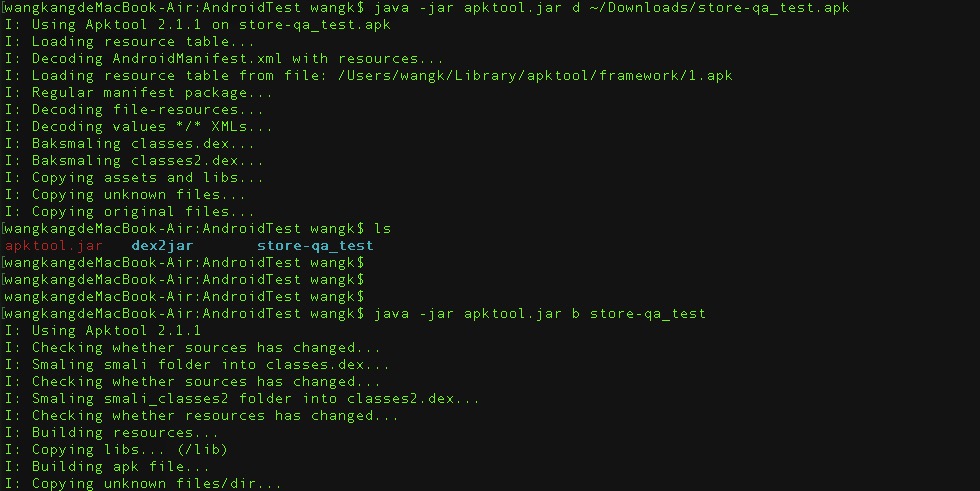 [wangkangdeMacBook-Air:AndroidTest wangk$ java -jar apktool.jar d ~/Downloads/store-qa_test.apk
I: Using Apktool 2.1.1 on store-qa_test.apk
I: Loading resource table...
I: Decoding AndroidManifest.xml with resources...
I: Loading resource table from file: /Users/wangk/Library/apktool/framework/1.apk
I: Regular manifest package...
I: Decoding file-resources...
I: Decoding values */* XMLs...
I: Baksmaling classes.dex...
I: Baksmaling classes2.dex...
I: Copying assets and libs...
I: Copying unknown files...
I: Copying original files...
[wangkangdeMacBook-Air:AndroidTest wangk$ ls
apktool.jar dex2jar store-qa_test
[wangkangdeMacBook-Air:AndroidTest wangk$
[wangkangdeMacBook-Air:AndroidTest wangk$
wangkangdeMacBook-Air:AndroidTest wangk$
[wangkangdeMacBook-Air:AndroidTest wangk$ java -jar apktool.jar b store-qa_test
I: Using Apktool 2.1.1
I: Checking whether sources has changed...
I: Smaling smali folder into classes.dex...
I: Checking whether sources has changed...
I: Smaling smali_classes2 folder into classes2.dex...
I: Checking whether resources has changed...
I: Building resources...
I: Copying libs... (/lib)
I: Building apk file...
I: Copying unknown files/dir...